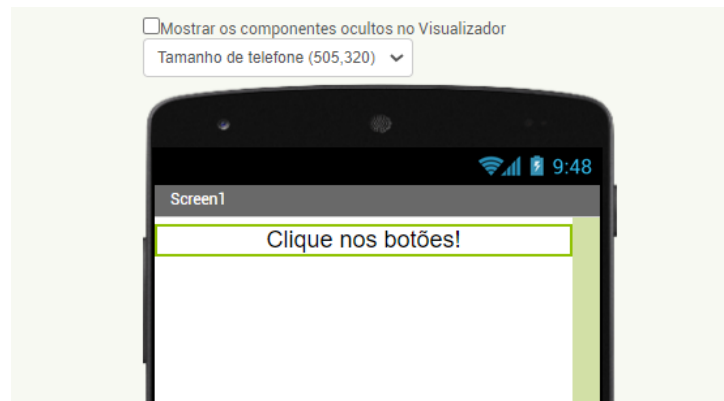 Mostrar os componentes ocultos no Visualizador
Tamanho de telefone (505,320)
9:48
Screen1
Clique nos botões!